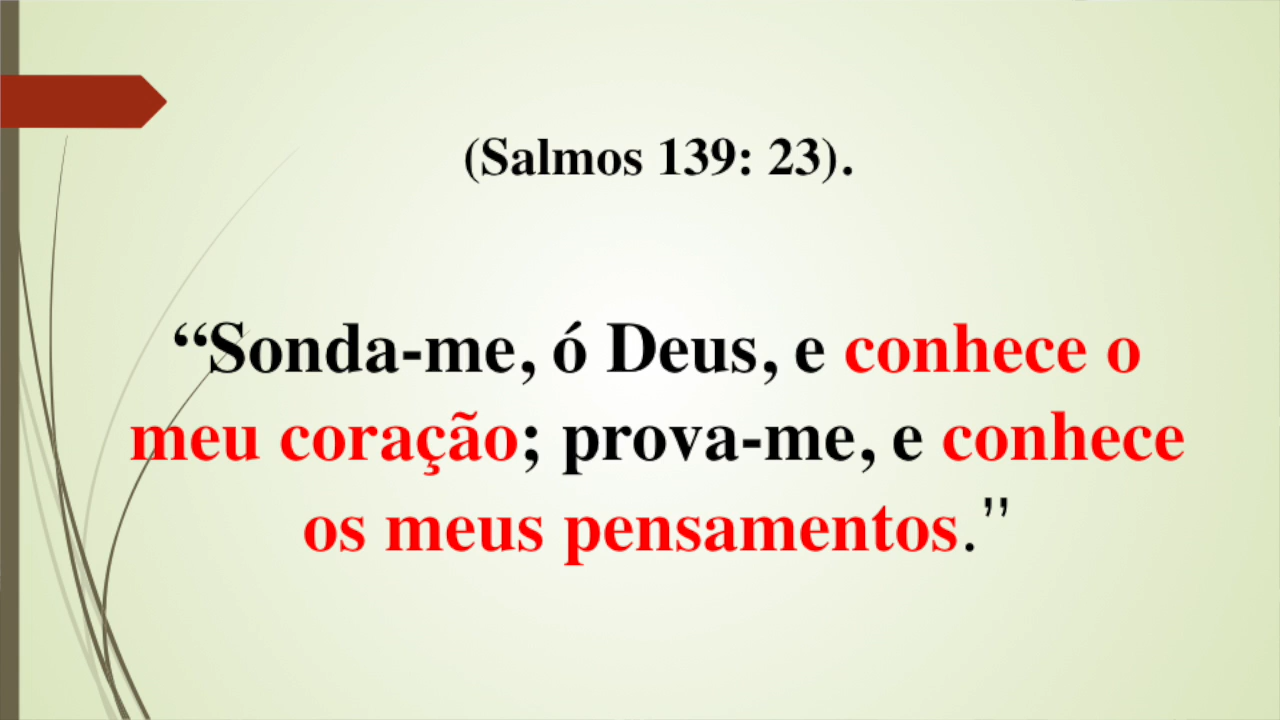 (Salmos 139: 23).
“Sonda-me, ó Deus, e conhece o
meu coração; prova-me, e conhece
os meus pensamentos.”